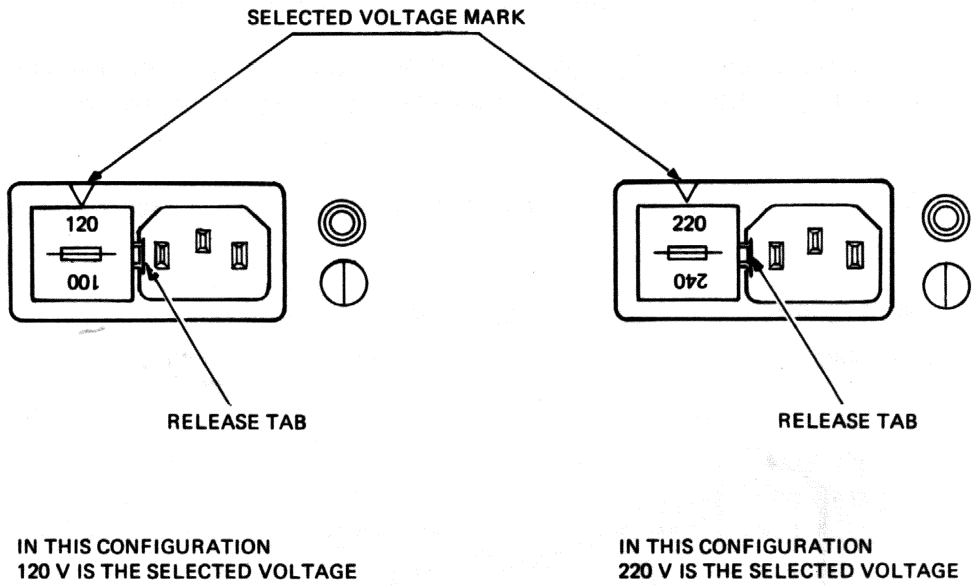 SELECTED VOLTAGE MARK
120
100
220
240
RELEASE TAB
RELEASE TAB
IN THIS CONFIGURATION
120 V IS THE SELECTED VOLTAGE
IN THIS CONFIGURATION
220 V IS THE SELECTED VOLTAGE